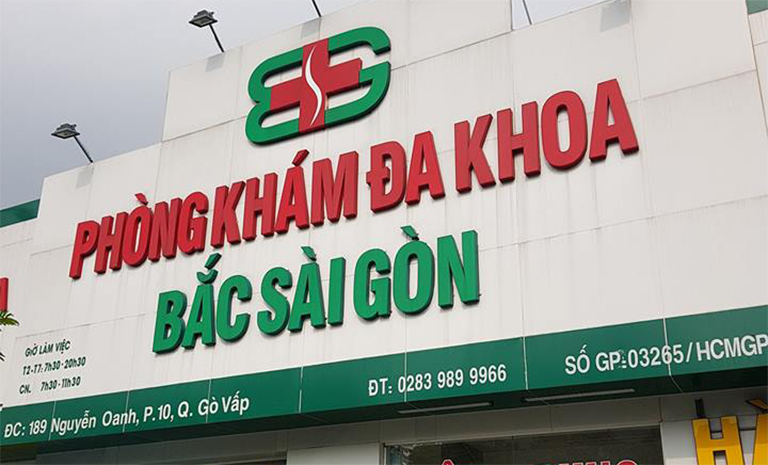 BG
PHÒNG KHÁM ĐA KHOA
BẮC SÀI GÒN
GIỜ LÀM VIỆC
T2-T7: 7h30-20h30
CN. 7h30-11h30
ĐT: 0283 989 9966
SỐ GP:03265/HCMGP
ĐC: 189 Nguyễn Oanh, P.10, Q. Gò Vấp